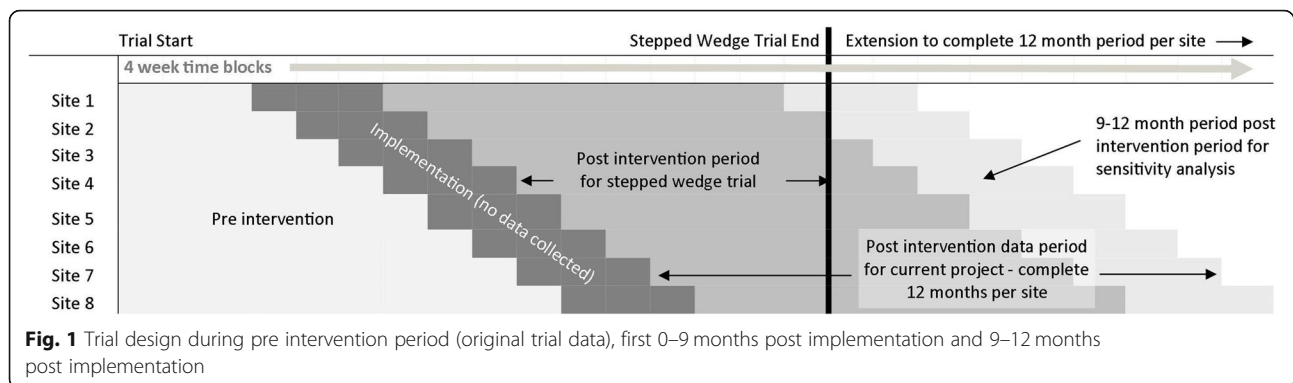 Trial Start Stepped Wedge Trial End Extension to complete 12 month period per site
4 week time blocks
Site 1
Site 2
Site 3
Site 4
Site 5
Site 6
Site 7
Site 8
Pre intervention
Implementation (no data collected)
Post intervention period
for stepped wedge trial
9-12 month period post
intervention period for
sensitivity analysis
Post intervention data period
for current project - complete
12 months per site
Fig. 1 Trial design during pre intervention period (original trial data), first 0–9 months post implementation and 9–12 months
post implementation